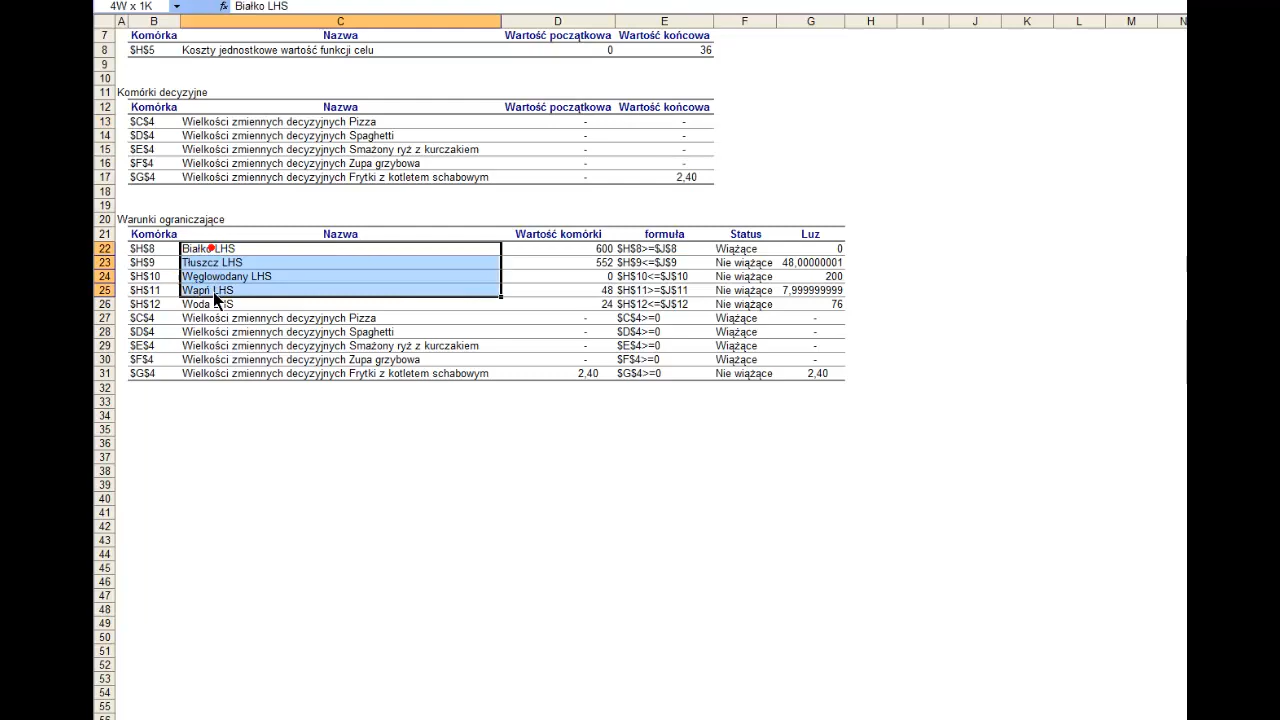 4W x 1K fx Białko LHS
A B C D E F G H I J K L M N
7 Komórka Nazwa Wartość początkowa Wartość końcowa
8 $H$5 Koszty jednostkowe wartość funkcji celu 0 36
9
10
11 Komórki decyzyjne
12 Komórka Nazwa Wartość początkowa Wartość końcowa
13 $C$4 Wielkości zmiennych decyzyjnych Pizza - -
14 $D$4 Wielkości zmiennych decyzyjnych Spaghetti - -
15 $E$4 Wielkości zmiennych decyzyjnych Smażony ryż z kurczakiem - -
16 $F$4 Wielkości zmiennych decyzyjnych Zupa grzybowa - -
17 $G$4 Wielkości zmiennych decyzyjnych Frytki z kotletem schabowym - 2,40
18
19
20 Warunki ograniczające
21 Komórka Nazwa Wartość komórki formuła Status Luz
22 $H$8 Białko LHS 600 $H$8>=$J$8 Wiążące 0
23 $H$9 Tłuszcz LHS 552 $H$9<=$J$9 Nie wiążące 48,00000001
24 $H$10 Węglowodany LHS 0 $H$10<=$J$10 Nie wiążące 200
25 $H$11 Wapń LHS 48 $H$11>=$J$11 Nie wiążące 7,999999999
26 $H$12 Woda LHS 24 $H$12<=$J$12 Nie wiążące 76
27 $C$4 Wielkości zmiennych decyzyjnych Pizza - $C$4>=0 Wiążące -
28 $D$4 Wielkości zmiennych decyzyjnych Spaghetti - $D$4>=0 Wiążące -
29 $E$4 Wielkości zmiennych decyzyjnych Smażony ryż z kurczakiem - $E$4>=0 Wiążące -
30 $F$4 Wielkości zmiennych decyzyjnych Zupa grzybowa - $F$4>=0 Wiążące -
31 $G$4 Wielkości zmiennych decyzyjnych Frytki z kotletem schabowym 2,40 $G$4>=0 Nie wiążące 2,40
32
33
34
35
36
37
38
39
40
41
42
43
44
45
46
47
48
49
50
51
52
53
54
55
56